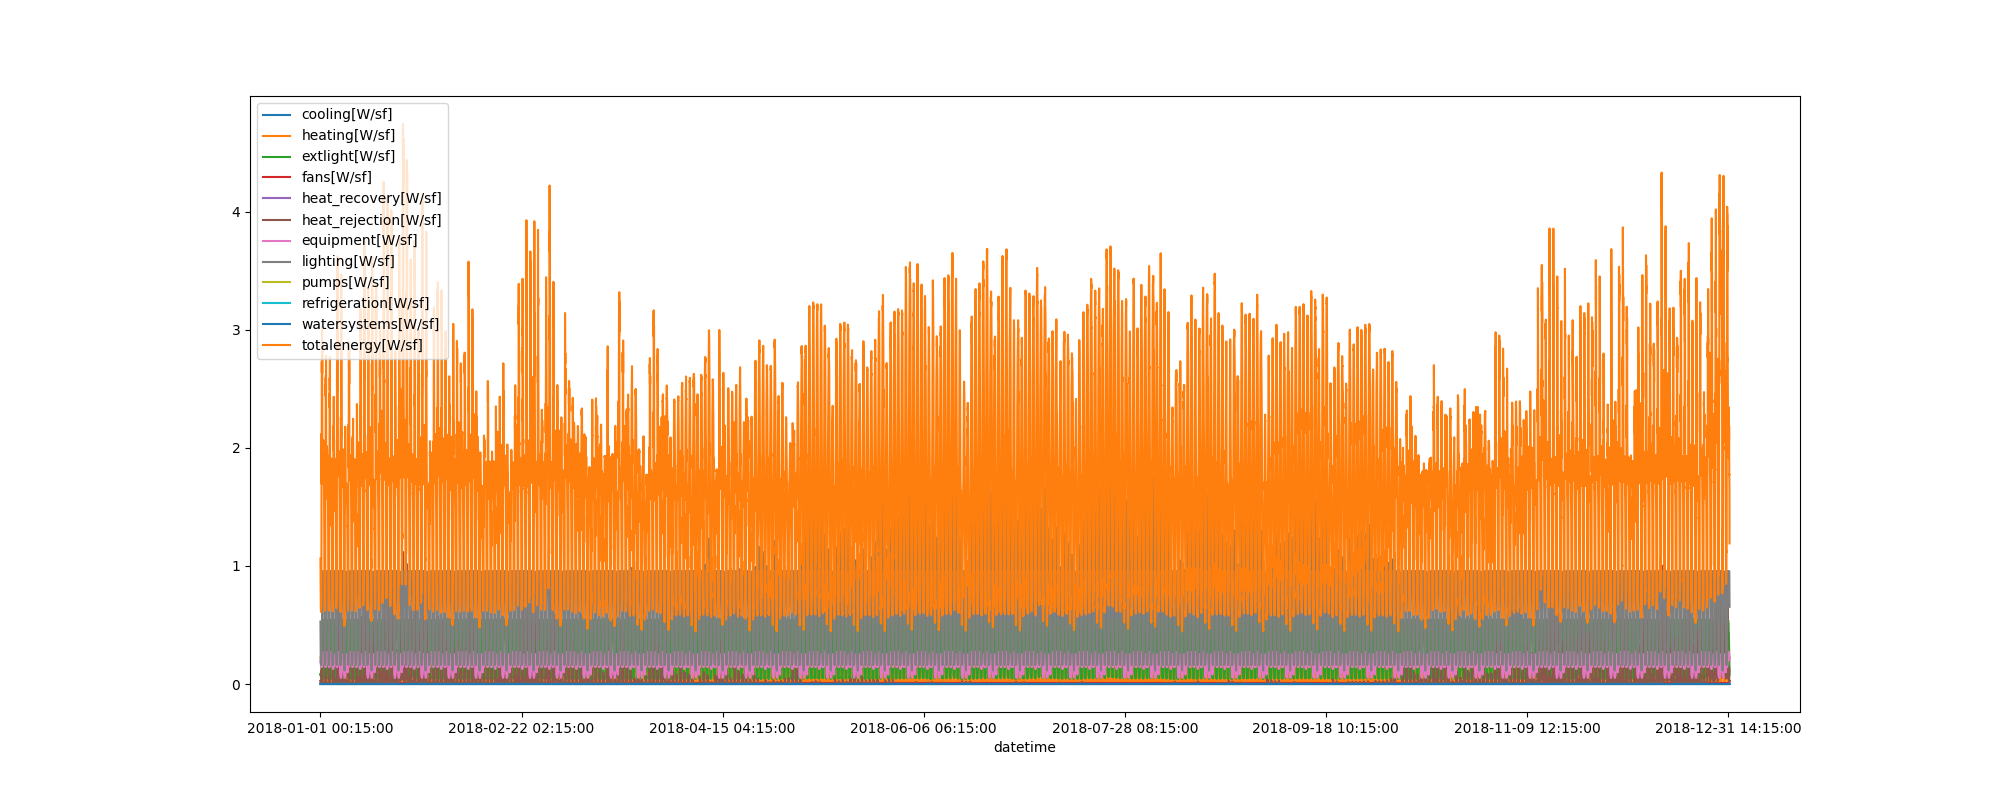 cooling[W/sf]
heating[W/sf]
extlight[W/sf]
fans[W/sf]
heat_recovery[W/sf]
heat_rejection[W/sf]
equipment[W/sf]
lighting[W/sf]
pumps[W/sf]
refrigeration[W/sf]
watersystems[W/sf]
totalenergy[W/sf]
4
3
2
1
0
2018-01-01 00:15:00 2018-02-22 02:15:00 2018-04-15 04:15:00 2018-06-06 06:15:00 2018-07-28 08:15:00 2018-09-18 10:15:00 2018-11-09 12:15:00 2018-12-31 14:15:00
datetime